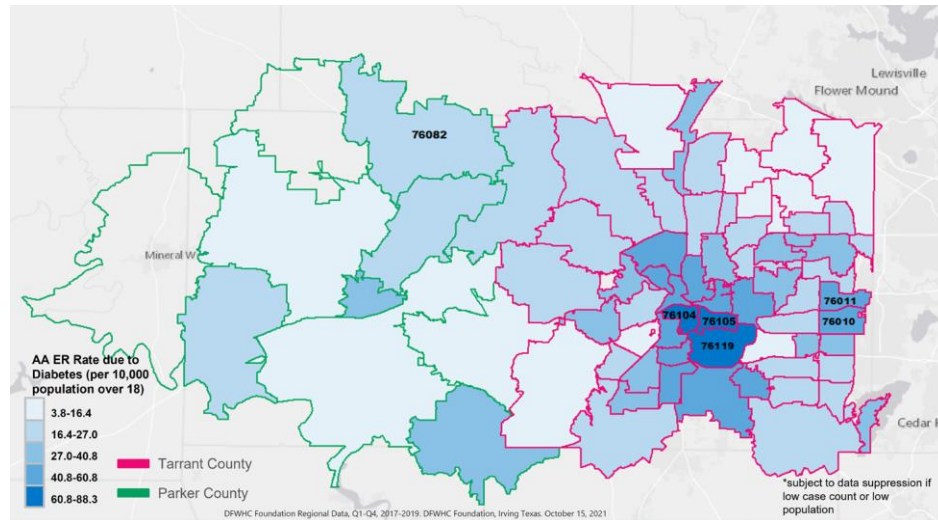 Lewisville
Flower Mound
76082
Mineral W
76011
76104
76105
76010
76119
AA ER Rate due to
Diabetes (per 10,000
population over 18)
3.8-16.4
16.4-27.0
27.0-40.8
40.8-60.8
60.8-88.3
Tarrant County
Parker County
Cedar H
*subject to data suppression if
low case count or low
population
DFWHC Foundation Regional Data, Q1-Q4, 2017-2019. DFWHC Foundation, Irving Texas. October 15, 2021